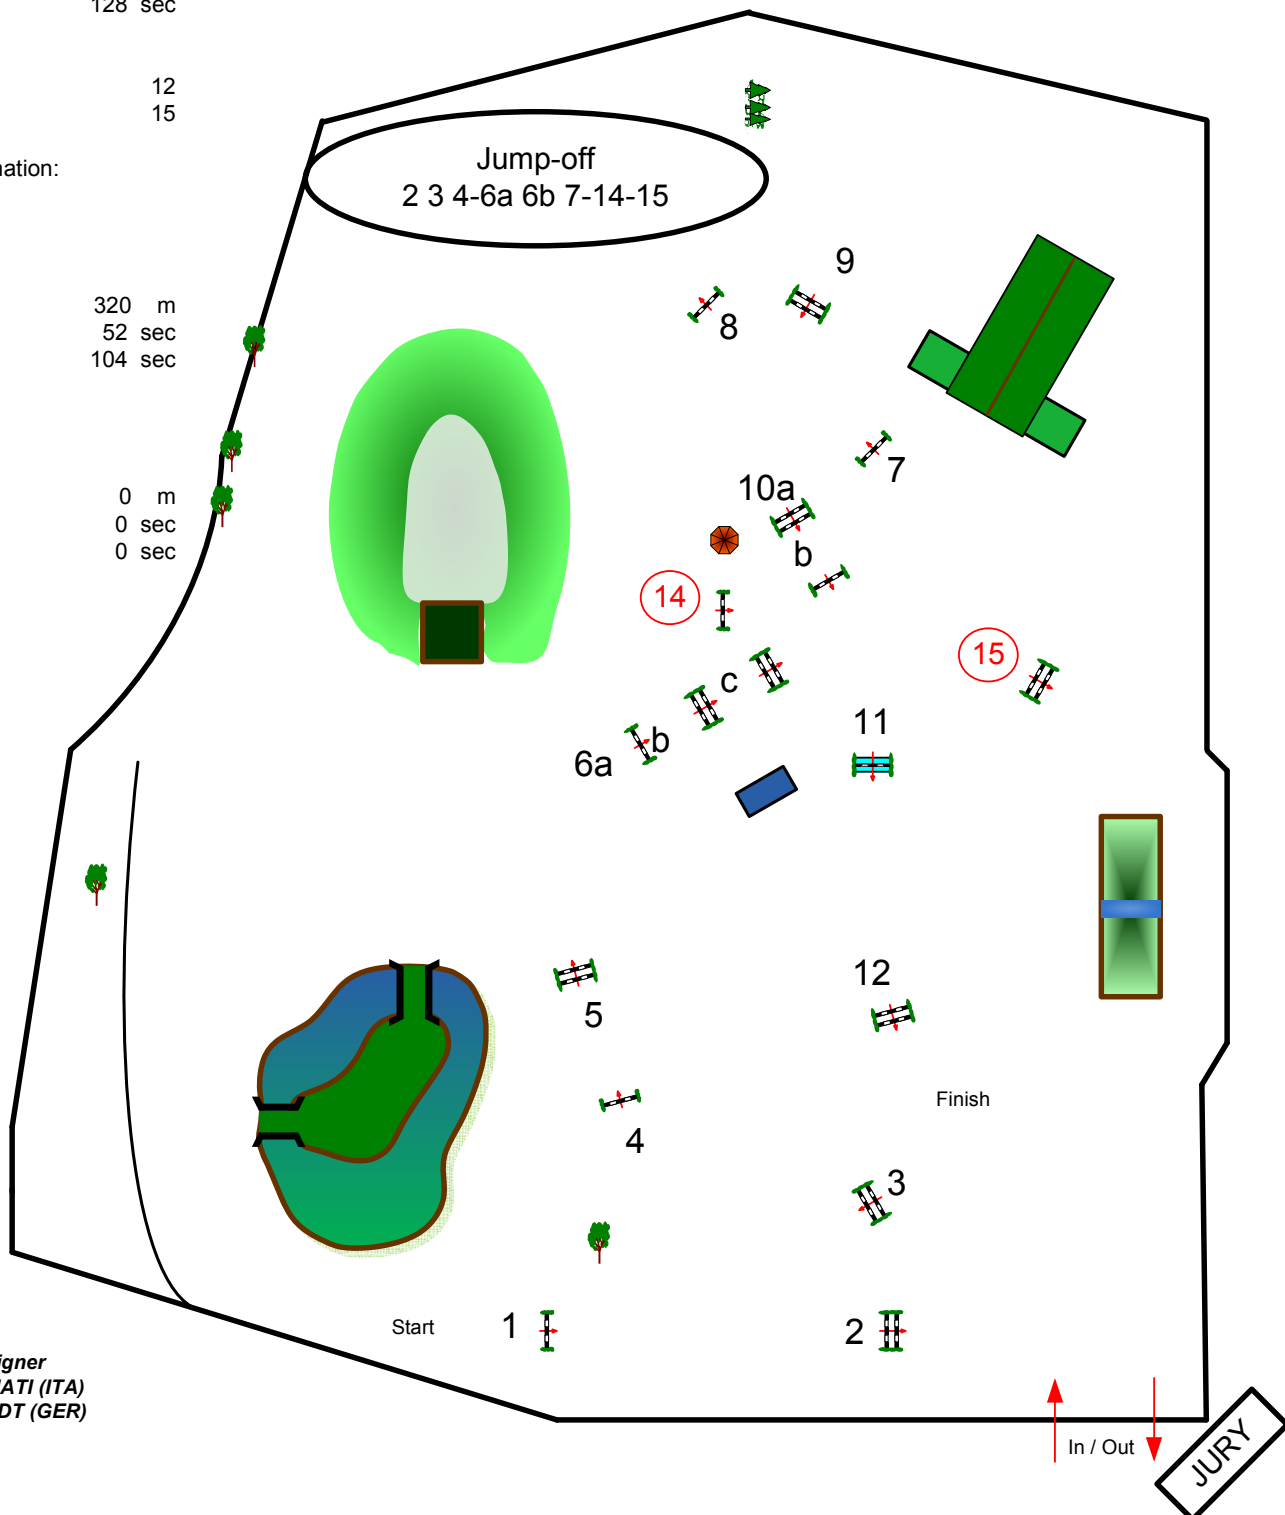 128 sec
12
15
nation:
Jump-off
2 3 4-6a 6b 7-14-15
320 m
52 sec
104 sec
0 m
0 sec
0 sec
9
8
7
10a
b
14
c
15
b
11
6a
5
12
Finish
4
3
Start
1
2
igner
IATI (ITA)
DT (GER)
In / Out
JURY